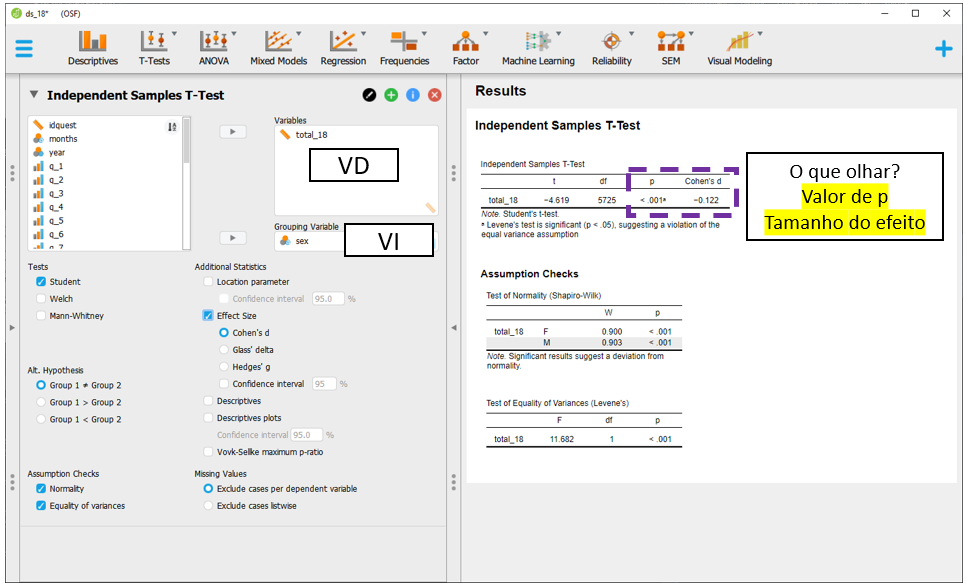 ds_18* (OSF)
Descriptives T-Tests ANOVA Mixed Models Regression Frequencies Factor Machine Learning Reliability SEM Visual Modeling
Independent Samples T-Test
idquest
months
year
q_1
q_2
q_3
q_4
q_5
q_6
q_7
Variables
total_18
VD
Grouping Variable
sex
VI
Tests
Student
Welch
Mann-Whitney
Alt. Hypothesis
Group 1 ≠ Group 2
Group 1 > Group 2
Group 1 < Group 2
Assumption Checks
Normality
Equality of variances
Additional Statistics
Location parameter
Confidence interval 95.0 %
Effect Size
Cohen's d
Glass' delta
Hedges' g
Confidence interval 95 %
Descriptives
Descriptives plots
Confidence interval 95.0 %
Vovk-Sellke maximum p-ratio
Missing Values
Exclude cases per dependent variable
Exclude cases listwise
Results
Independent Samples T-Test
Independent Samples T-Test
t df p Cohen's d
total_18 −4.619 5725 < .001ᵃ −0.122
Note. Student's t-test.
ᵃ Levene's test is significant (p < .05), suggesting a violation of the
equal variance assumption
O que olhar?
Valor de p
Tamanho do efeito
Assumption Checks
Test of Normality (Shapiro-Wilk)
W p
total_18 F 0.900 < .001
M 0.903 < .001
Note. Significant results suggest a deviation from
normality.
Test of Equality of Variances (Levene's)
F df p
total_18 11.682 1 < .001